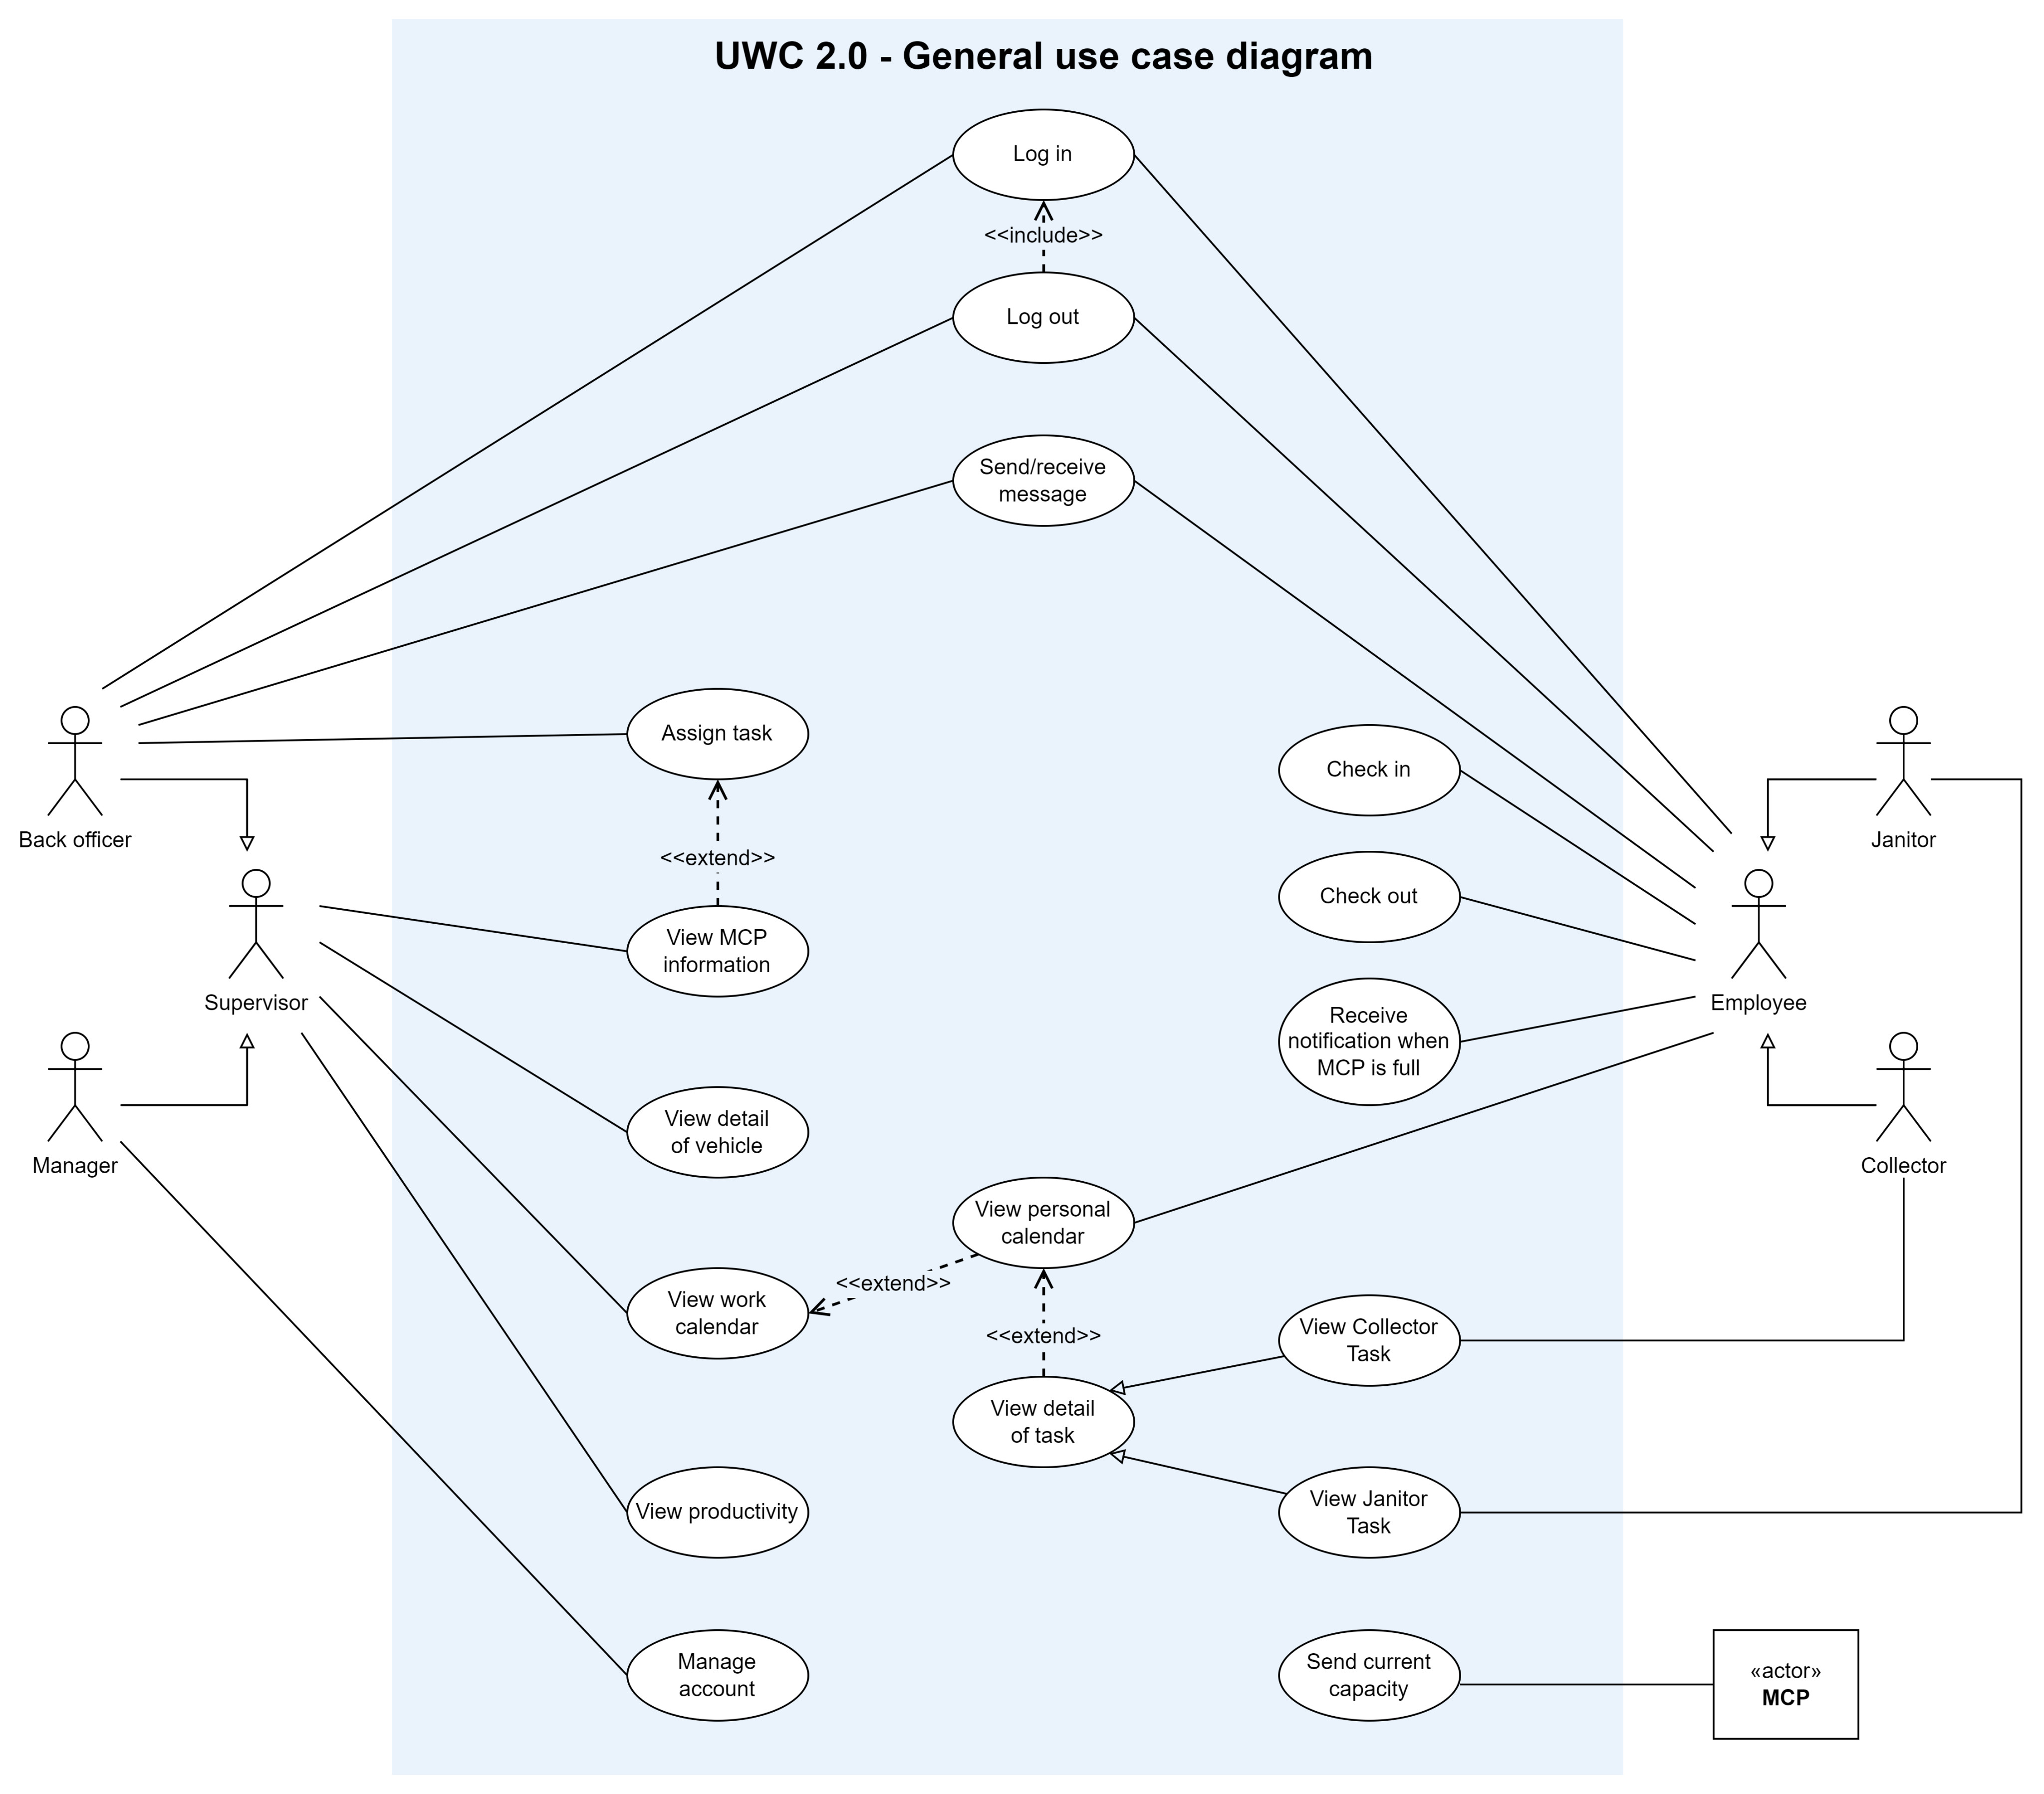 UWC 2.0 - General use case diagram
Log in
<<include>>
Log out
Send/receive
message
Assign task
<<extend>>
View MCP
information
View detail
of vehicle
View work
calendar
<<extend>>
View productivity
Manage
account
View personal
calendar
<<extend>>
View detail
of task
Check in
Check out
Receive
notification when
MCP is full
View Collector
Task
View Janitor
Task
Send current
capacity
Back officer
Supervisor
Manager
Janitor
Employee
Collector
«actor»
MCP